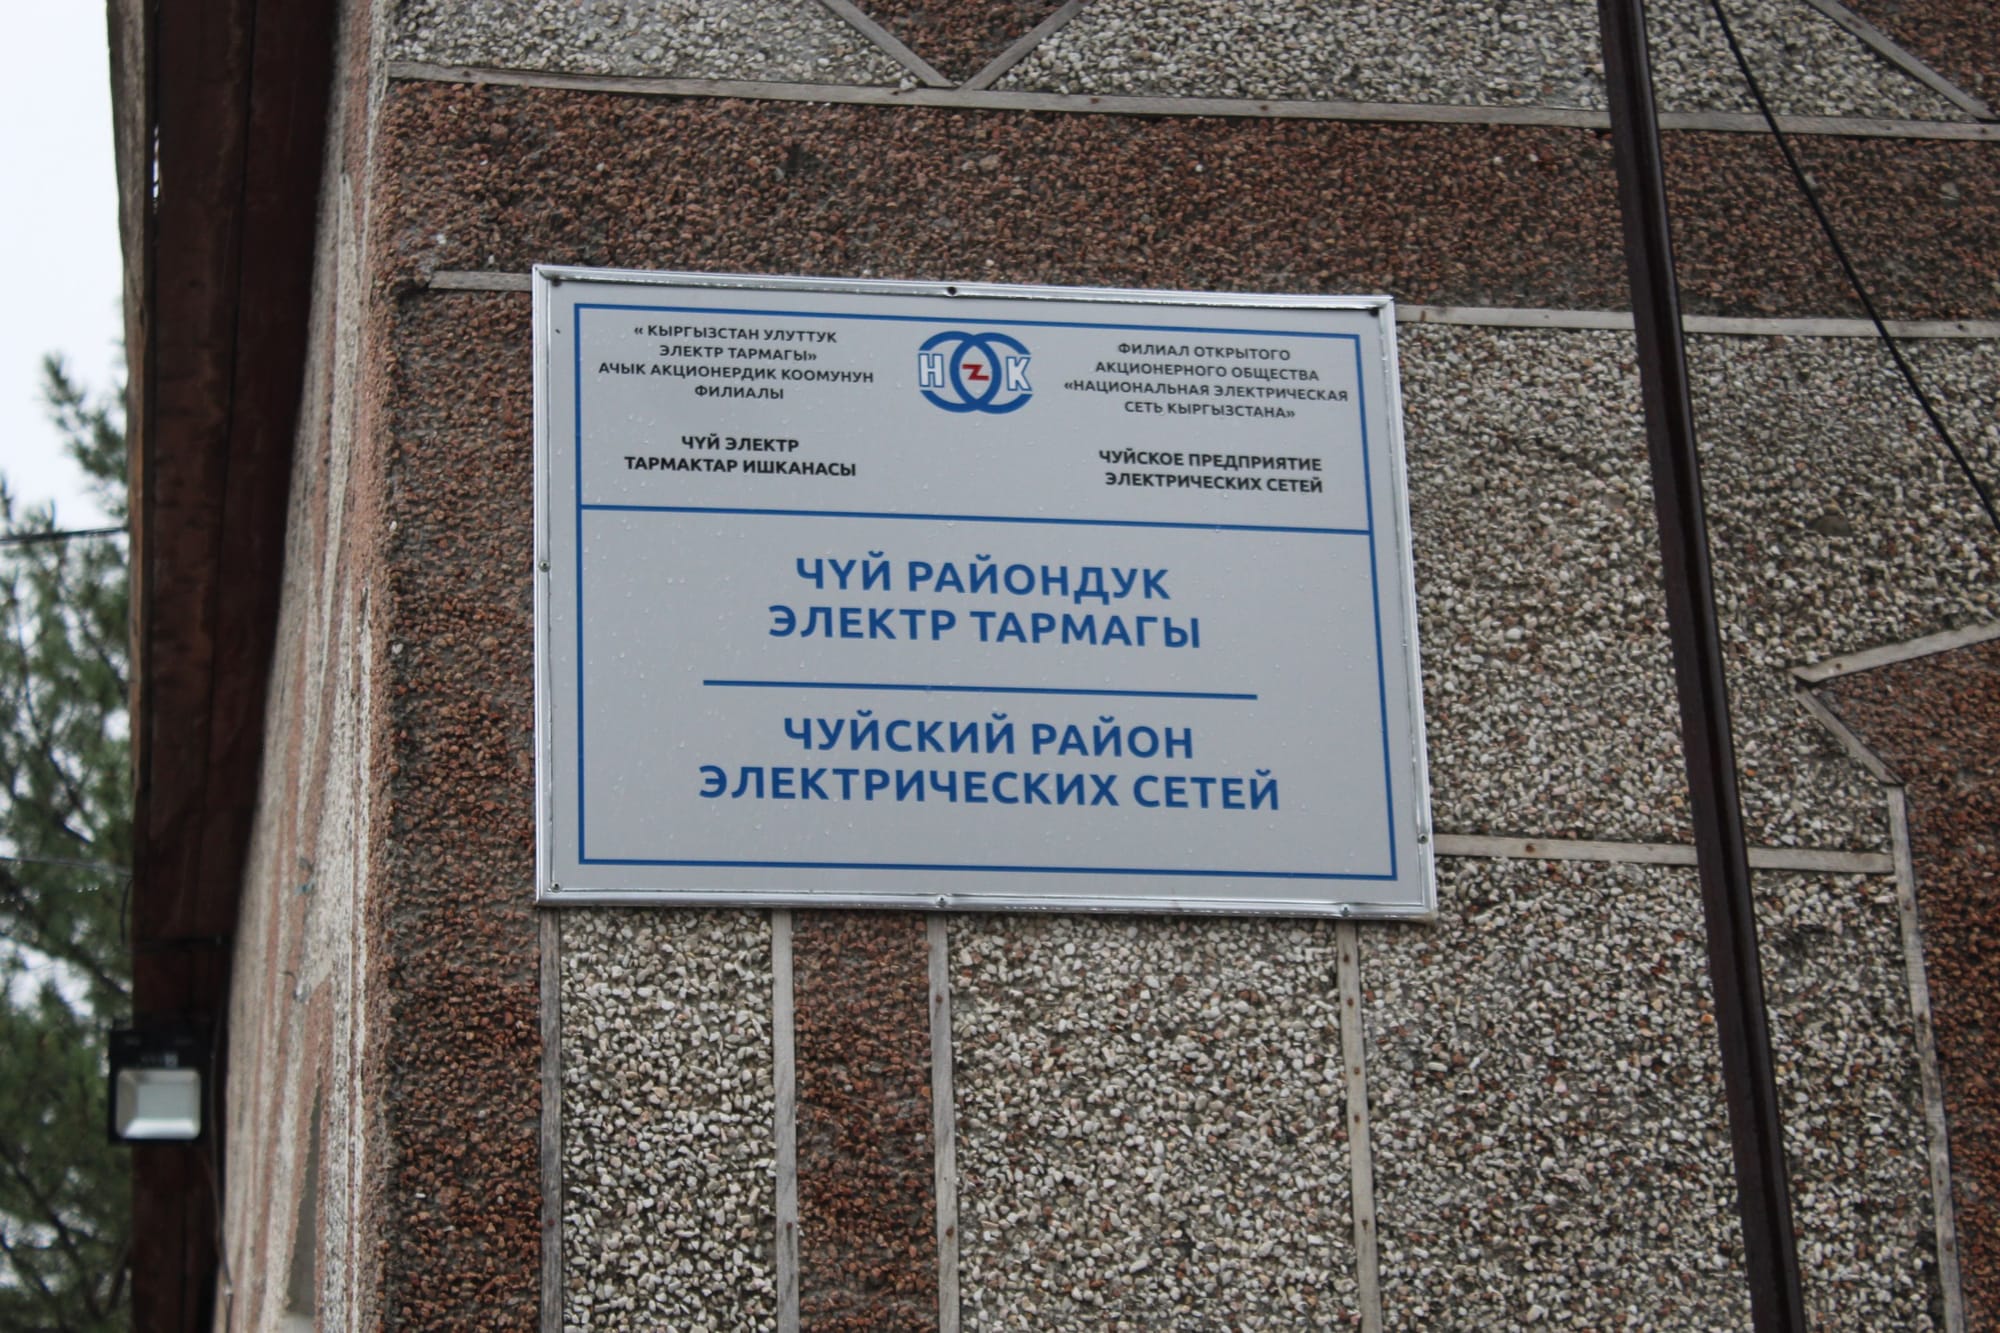 « КЫРГЫЗСТАН УЛУТТУК
ЭЛЕКТР ТАРМАГЫ»
АЧЫК АКЦИОНЕРДИК КООМУНУН
ФИЛИАЛЫ
ЧҮЙ ЭЛЕКТР
ТАРМАКТАР ИШКАНАСЫ
Н К
ФИЛИАЛ ОТКРЫТОГО
АКЦИОНЕРНОГО ОБЩЕСТВА
«НАЦИОНАЛЬНАЯ ЭЛЕКТРИЧЕСКАЯ
СЕТЬ КЫРГЫЗСТАНА»
ЧУЙСКОЕ ПРЕДПРИЯТИЕ
ЭЛЕКТРИЧЕСКИХ СЕТЕЙ
ЧҮЙ РАЙОНДУК
ЭЛЕКТР ТАРМАГЫ
ЧУЙСКИЙ РАЙОН
ЭЛЕКТРИЧЕСКИХ СЕТЕЙ